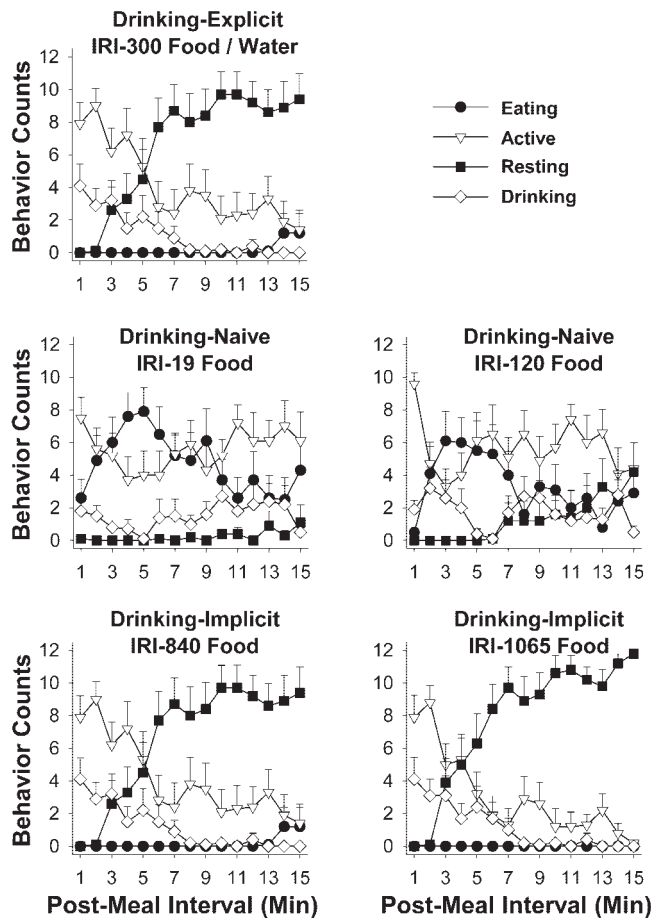 Drinking-Explicit
IRI-300 Food / Water
Behavior Counts
12
10
8
6
4
2
0
1 3 5 7 9 11 13 15
Eating
Active
Resting
Drinking
Drinking-Naive
IRI-19 Food
Behavior Counts
12
10
8
6
4
2
0
1 3 5 7 9 11 13 15
Drinking-Naive
IRI-120 Food
12
10
8
6
4
2
0
1 3 5 7 9 11 13 15
Drinking-Implicit
IRI-840 Food
Behavior Counts
12
10
8
6
4
2
0
1 3 5 7 9 11 13 15
Post-Meal Interval (Min)
Drinking-Implicit
IRI-1065 Food
12
10
8
6
4
2
0
1 3 5 7 9 11 13 15
Post-Meal Interval (Min)